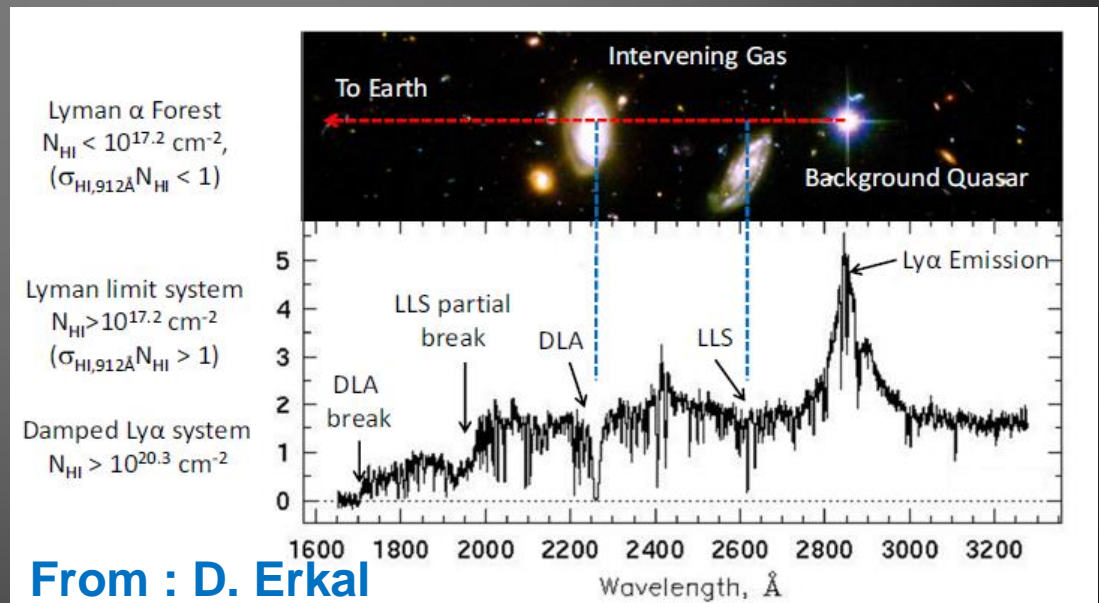 Lyman α Forest
N_HI < 10^17.2 cm^-2,
(σ_HI,912Å N_HI < 1)
Lyman limit system
N_HI>10^17.2 cm^-2
(σ_HI,912Å N_HI > 1)
Damped Lyα system
N_HI > 10^20.3 cm^-2
Intervening Gas
To Earth
Background Quasar
Lyα Emission
LLS partial
break
DLA
LLS
DLA
break
5
4
3
2
1
0
1600 1800 2000 2200 2400 2600 2800 3000 3200
Wavelength, Å
From : D. Erkal